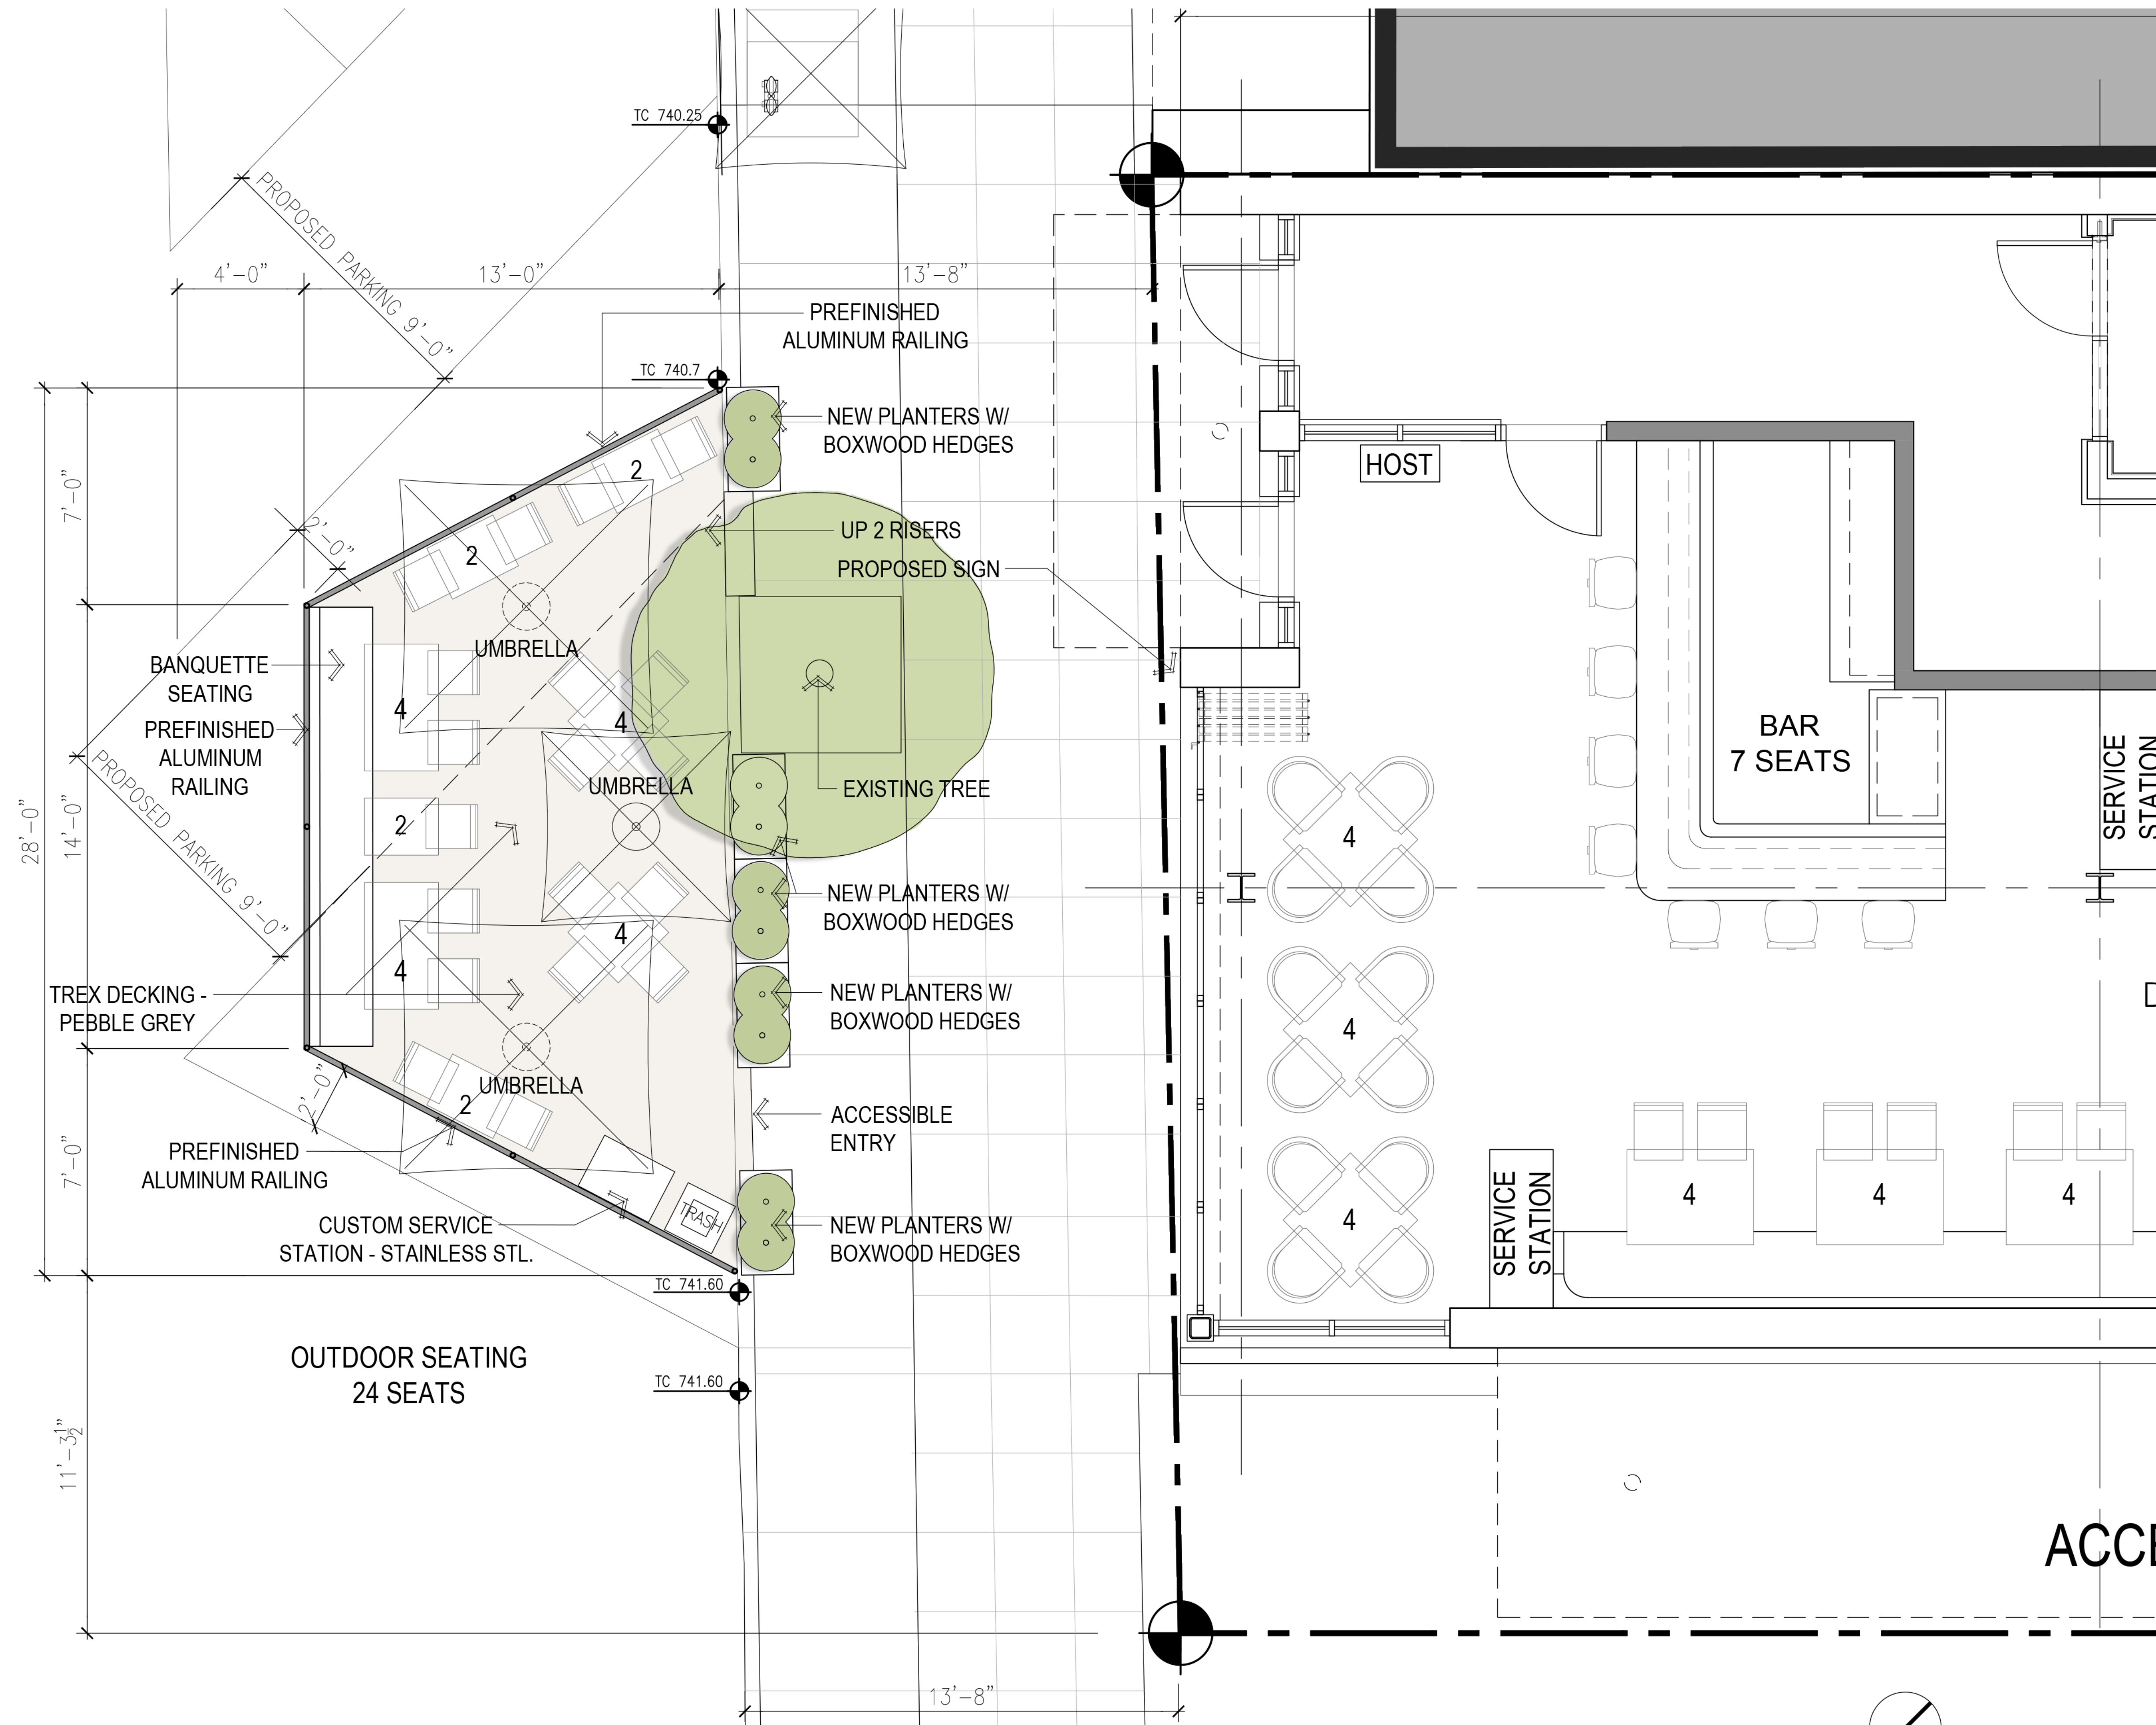 TC 740.25
PROPOSED PARKING 9'-0"
4'-0"
13'-0"
13'-8"
PREFINISHED
ALUMINUM RAILING
TC 740.7
NEW PLANTERS W/
BOXWOOD HEDGES
HOST
2
7'-0"
2'-0"
2
UP 2 RISERS
PROPOSED SIGN
UMBRELLA
BANQUETTE
SEATING
4
4
PREFINISHED
ALUMINUM
RAILING
BAR
7 SEATS
SERVICE
STATION
UMBRELLA
EXISTING TREE
28'-0"
14'-0"
PROPOSED PARKING 9'-0"
2
4
NEW PLANTERS W/
BOXWOOD HEDGES
4
4
TREX DECKING -
PEBBLE GREY
NEW PLANTERS W/
BOXWOOD HEDGES
4
UMBRELLA
2'-0"
2
ACCESSIBLE
ENTRY
7'-0"
PREFINISHED
ALUMINUM RAILING
TRASH
CUSTOM SERVICE
STATION - STAINLESS STL.
NEW PLANTERS W/
BOXWOOD HEDGES
4
SERVICE
STATION
4
4
4
TC 741.60
OUTDOOR SEATING
24 SEATS
TC 741.60
11'-3 1/2"
13'-8"